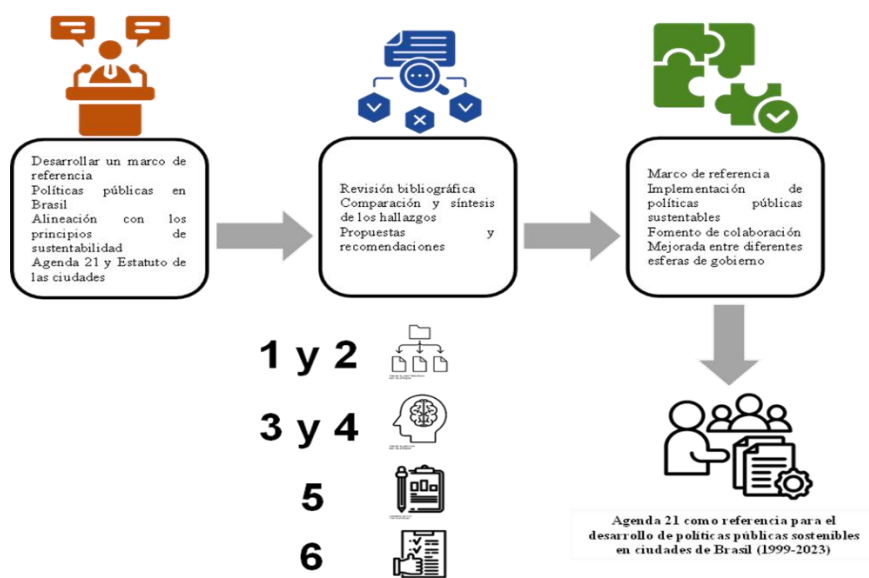 Desarrollar un marco de
referencia
Políticas públicas en
Brasil
Alineación con los
principios de
sustentabilidad
Agenda 21 y Estatuto de
las ciudades
Revisión bibliográfica
Comparación y síntesis
de los hallazgos
Propuestas y
recomendaciones
Marco de referencia
Implementación de
políticas públicas
sustentables
Fomento de colaboración
Mejorada entre diferentes
esferas de gobierno
1 y 2
3 y 4
5
6
Agenda 21 como referencia para el
desarrollo de políticas públicas sostenibles
en ciudades de Brasil (1999-2023)